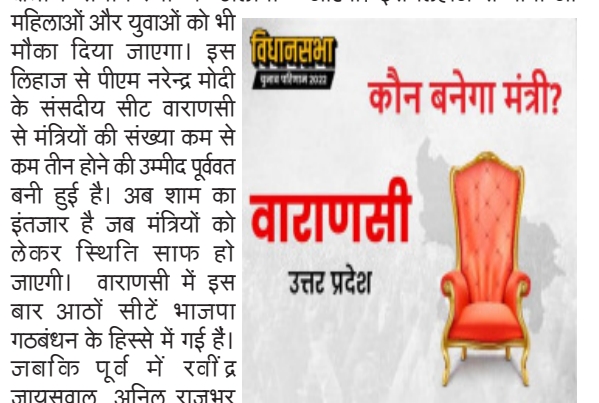 महिलाओं और युवाओं को भी
मौका दिया जाएगा। इस
लिहाज से पीएम नरेन्द्र मोदी
के संसदीय सीट वाराणसी
से मंत्रियों की संख्या कम से
कम तीन होने की उम्मीद पूर्ववत
बनी हुई है। अब शाम का
इंतजार है जब मंत्रियों को
लेकर स्थिति साफ हो
जाएगी। वाराणसी में इस
बार आठों सीटें भाजपा
गठबंधन के हिस्से में गई हैं।
जबकि पूर्व में रवींद्र
जायसवाल, अनिल राजभर
विधानसभा
चुनाव परिणाम 2022
कौन बनेगा मंत्री?
वाराणसी
उत्तर प्रदेश